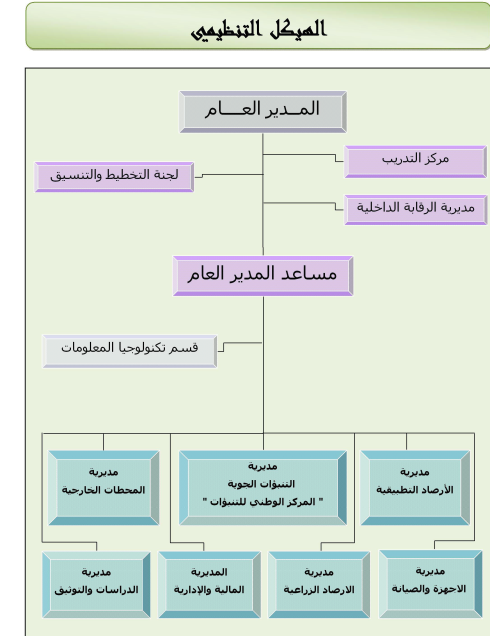 الهيكل التنظيمي
المــدير العـــام
مركز التدريب
لجنة التخطيط والتنسيق
مديرية الرقابة الداخلية
مساعد المدير العام
قسم تكنولوجيا المعلومات
مديرية
الأرصاد التطبيقية
مديرية
التنبؤات الجوية
" المركز الوطني للتنبؤات "
مديرية
المحطات الخارجية
مديرية
الاجهزة والصيانة
مديرية
الارصاد الزراعية
المديرية
المالية والإدارية
مديرية
الدراسات والتوثيق